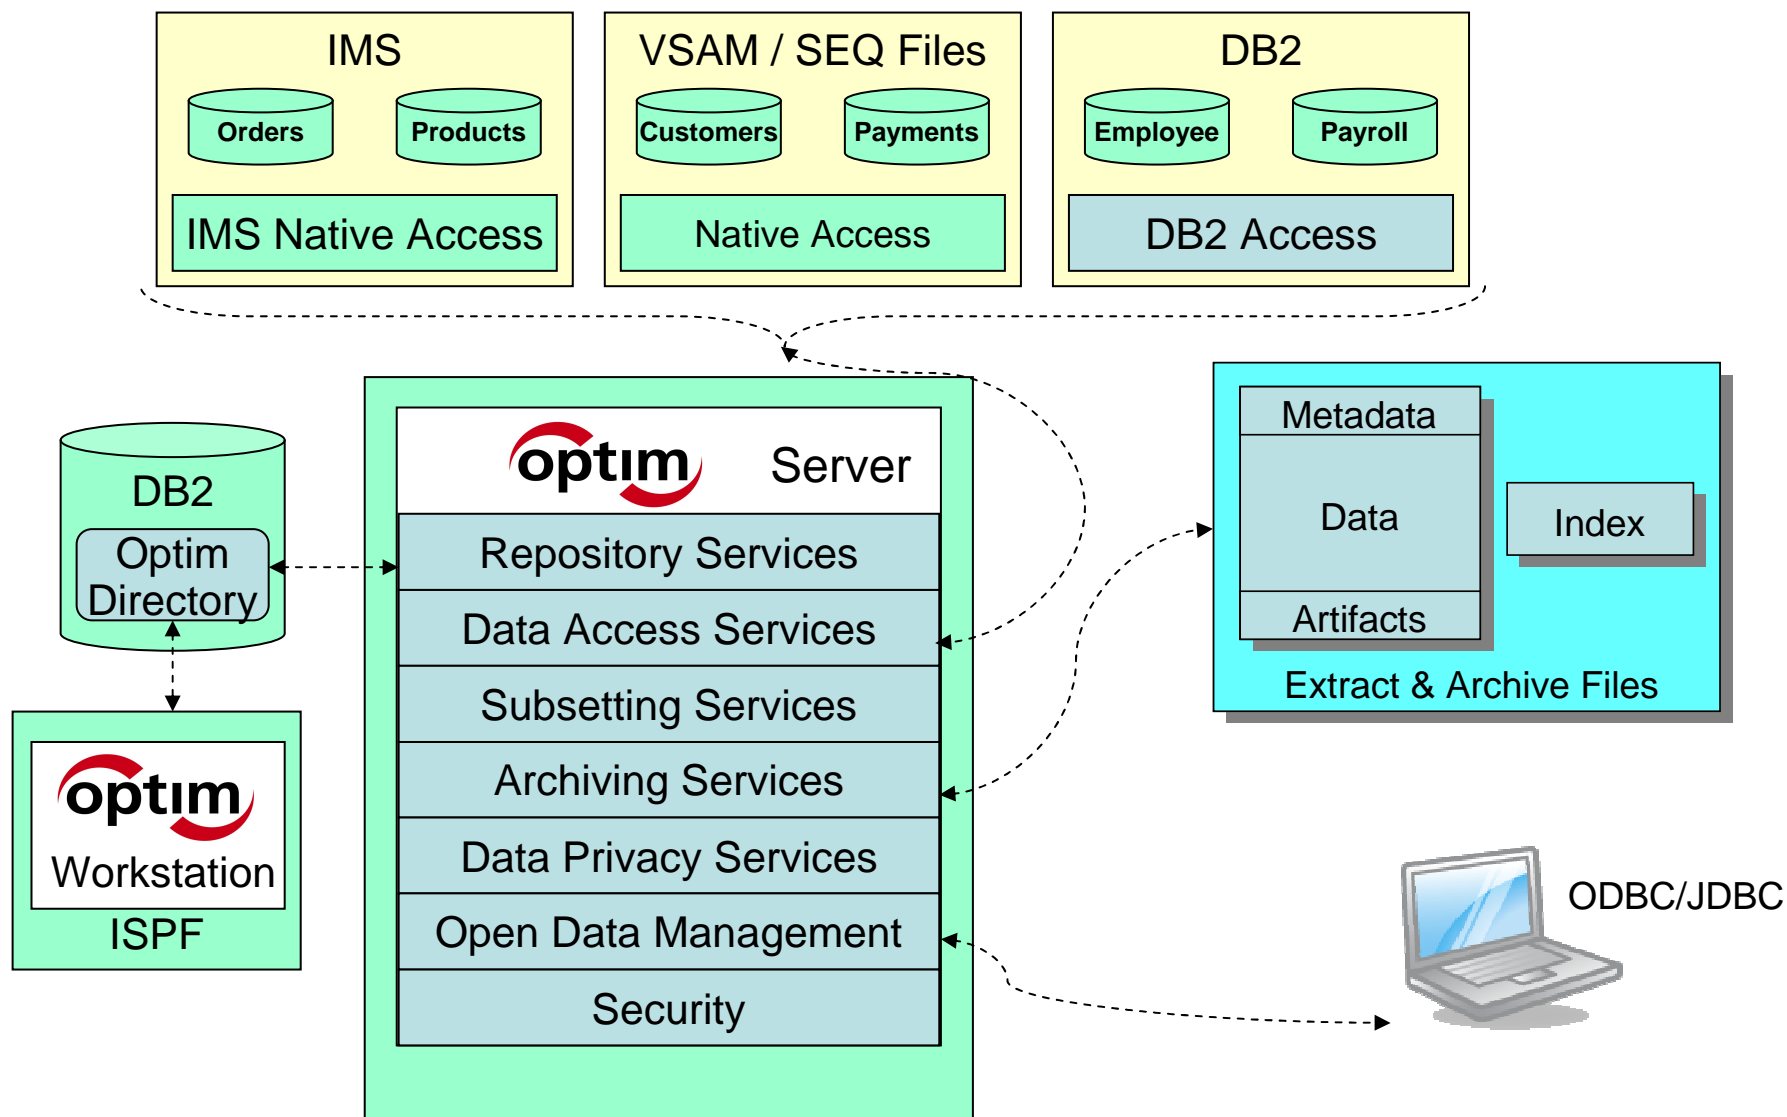 IMS
Orders
Products
IMS Native Access
VSAM / SEQ Files
Customers
Payments
Native Access
DB2
Employee
Payroll
DB2 Access
DB2
Optim
Directory
optim
Workstation
ISPF
optim Server
Repository Services
Data Access Services
Subsetting Services
Archiving Services
Data Privacy Services
Open Data Management
Security
Metadata
Data
Artifacts
Index
Extract & Archive Files
ODBC/JDBC